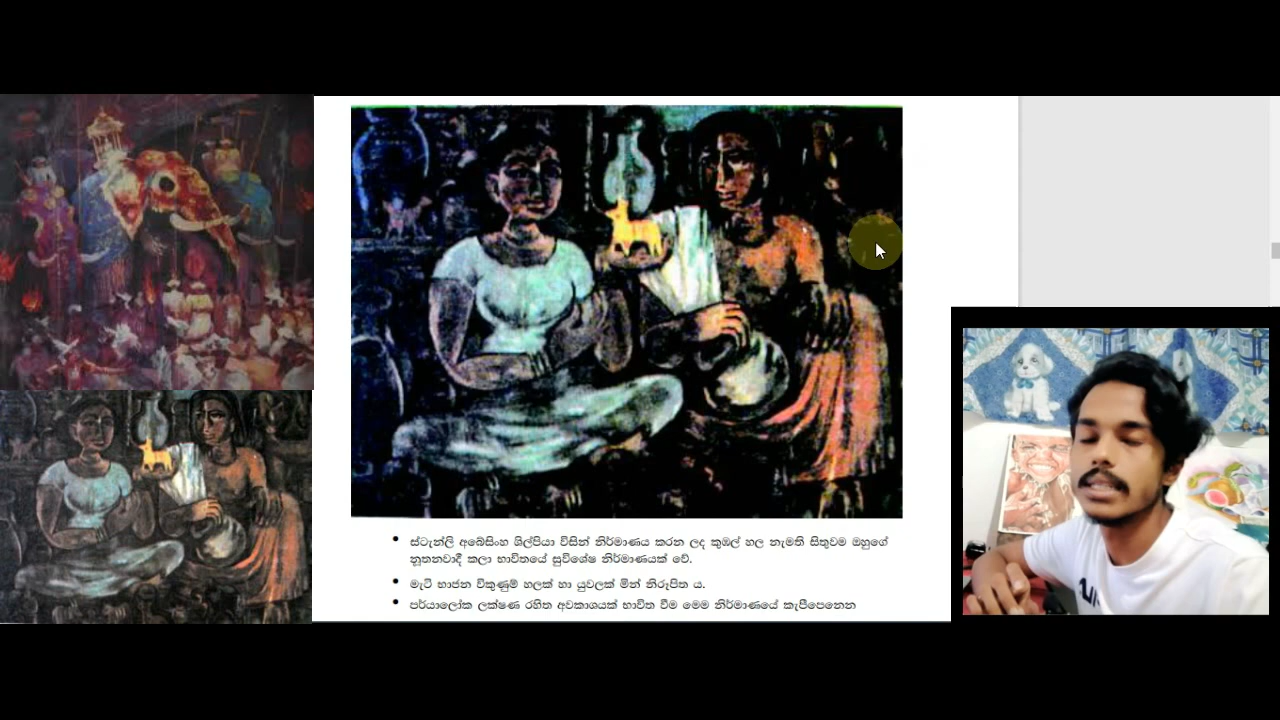 ස්ටැන්ලි අබේසිංහ ශිල්පියා විසින් නිර්මාණය කරන ලද කුඹල් හල නැමති සිතුවම ඔහුගේ
නූතනවාදී කලා භාවිතයේ සුවිශේෂ නිර්මාණයක් වේ.
මැටි භාජන විකුණුම් හලක් හා යුවලක් මින් නිරූපිත ය.
පර්යාලෝක ලක්ෂණ රහිත අවකාශයක් භාවිත වීම මෙම නිර්මාණයේ කැපීපෙනෙන